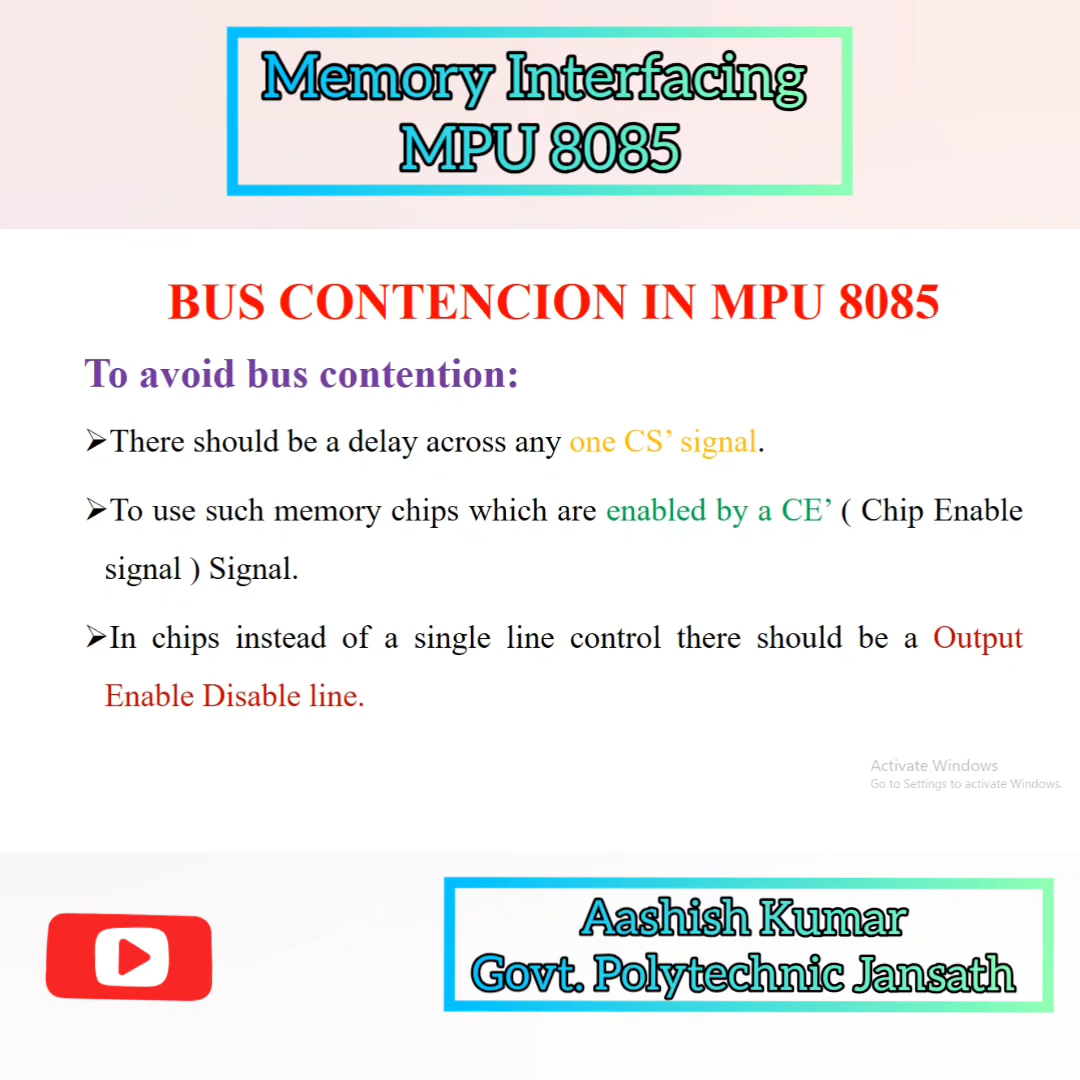 Memory Interfacing
MPU 8085
BUS CONTENCION IN MPU 8085
To avoid bus contention:
➢There should be a delay across any one CS’ signal.
➢To use such memory chips which are enabled by a CE’ ( Chip Enable
signal ) Signal.
➢In chips instead of a single line control there should be a Output
Enable Disable line.
Activate Windows
Go to Settings to activate Windows.
Aashish Kumar
Govt. Polytechnic Jansath